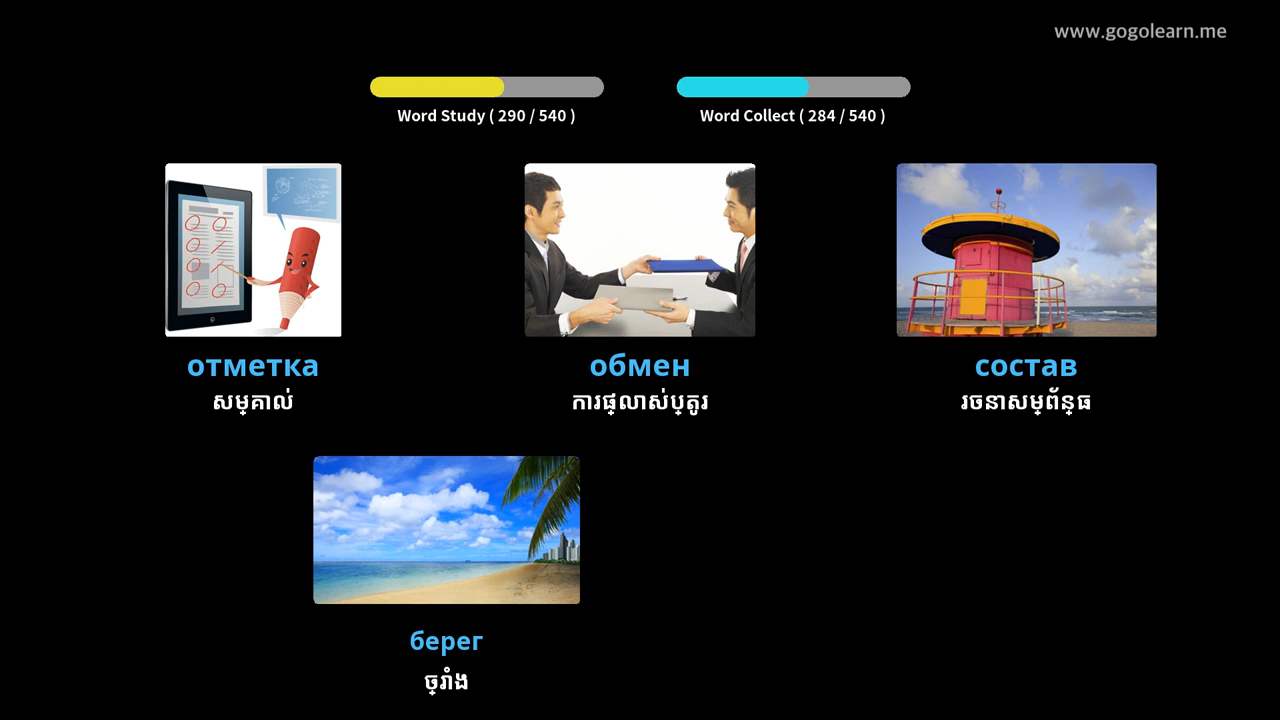 www.gogolearn.me
Word Study ( 290 / 540 )
Word Collect ( 284 / 540 )
отметка
обмен
состав
សម្គាល់
ការផ្លាស់ប្តូរ
រចនាសម្ព័ន្ធ
берег
ច្រាំង